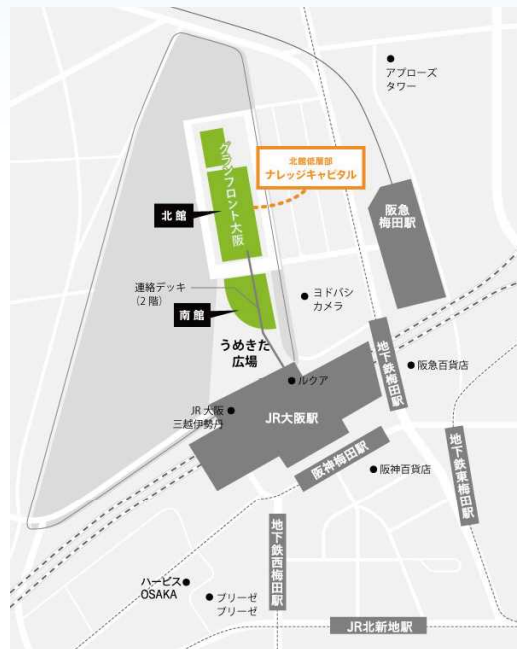 アプローズ
タワー
グランフロント大阪
北館低層部
ナレッジキャピタル
北館
阪急
梅田駅
連絡デッキ
(2 階)
南館
ヨドバシ
カメラ
うめきた
広場
地下鉄梅田駅
阪急百貨店
ルクア
JR 大阪
三越伊勢丹
JR大阪駅
阪神梅田駅
阪神百貨店
地下鉄東梅田駅
地下鉄西梅田駅
ハービス
OSAKA
ブリーゼ
ブリーゼ
JR北新地駅